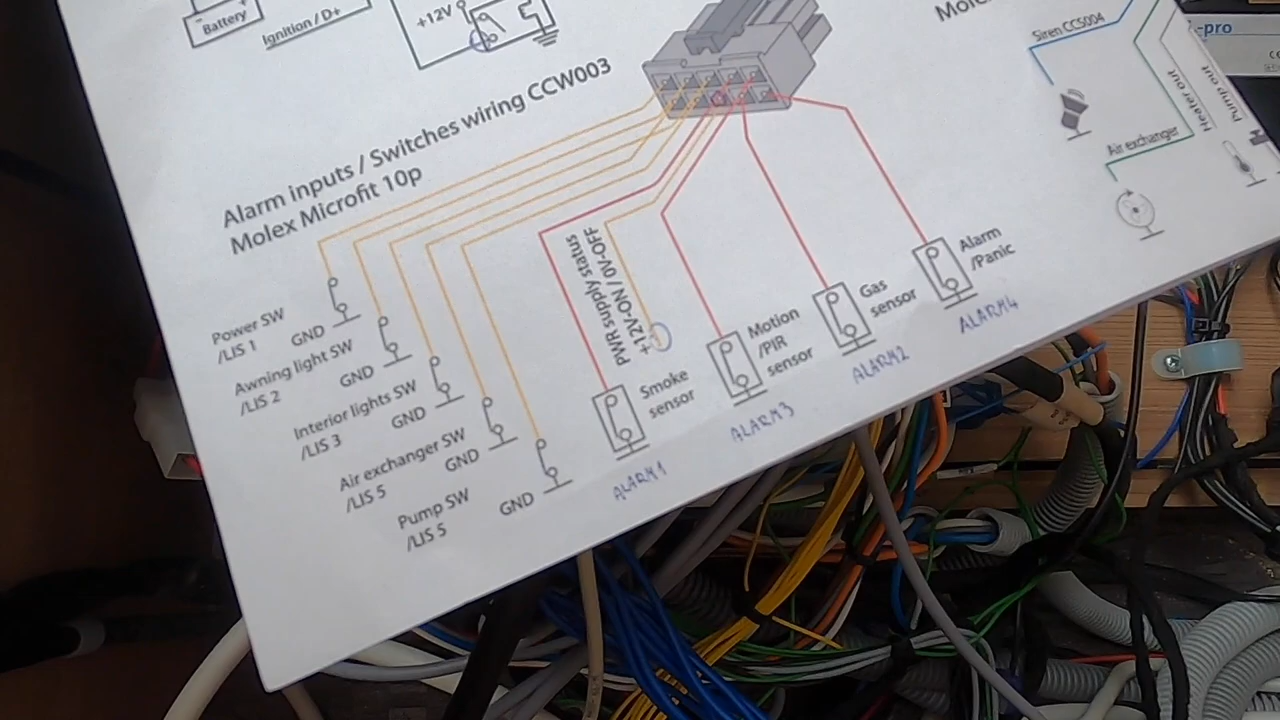 Battery
Ignition / D+
+12V
Molex
Siren CCS004
-pro
Heater out
Pump out
Air exchanger
Alarm inputs / Switches wiring CCW003
Molex Microfit 10p
Power SW
/LIS 1
GND
Awning light SW
/LIS 2
GND
Interior lights SW
/LIS 3
GND
Air exchanger SW
/LIS 5
GND
Pump SW
/LIS 5
GND
PWR supply status
+12V-ON / 0V-OFF
Smoke
sensor
ALARM1
Motion
/PIR
sensor
ALARM3
Gas
sensor
ALARM2
Alarm
/Panic
ALARM4